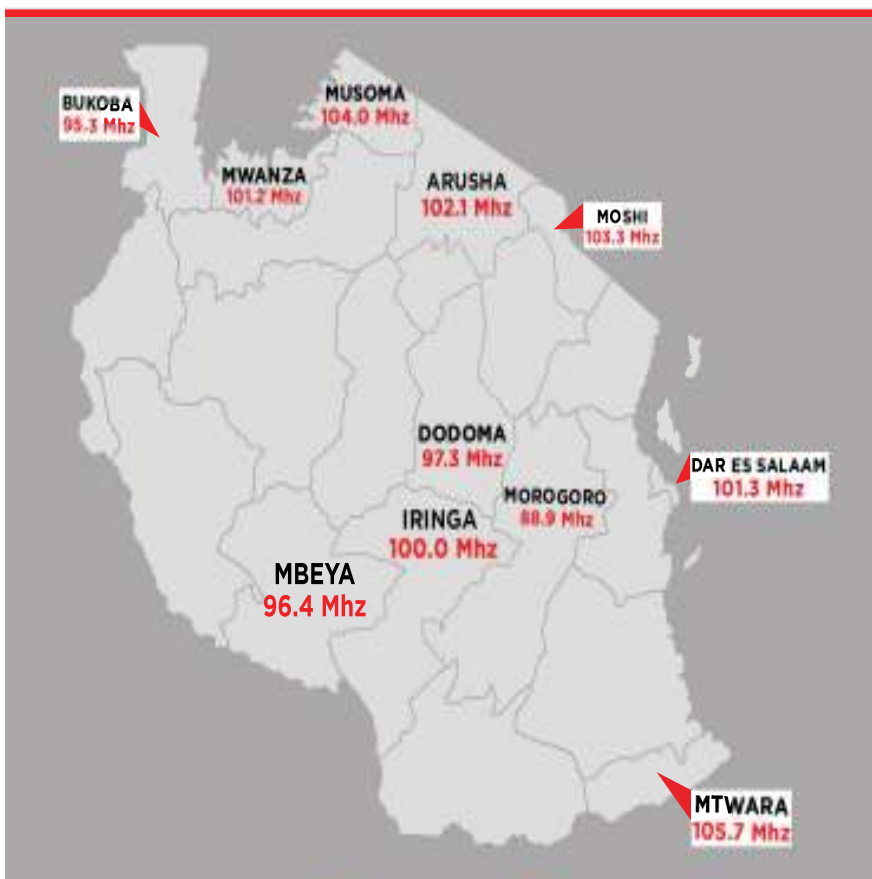 MUSOMA
104.0 Mhz
BUKOBA
95.3 Mhz
MWANZA
101.2 Mhz
ARUSHA
102.1 Mhz
MOSHI
103.3 Mhz
DODOMA
97.3 Mhz
DAR ES SALAAM
101.3 Mhz
MOROGORO
88.9 Mhz
IRINGA
100.0 Mhz
MBEYA
96.4 Mhz
MTWARA
105.7 Mhz